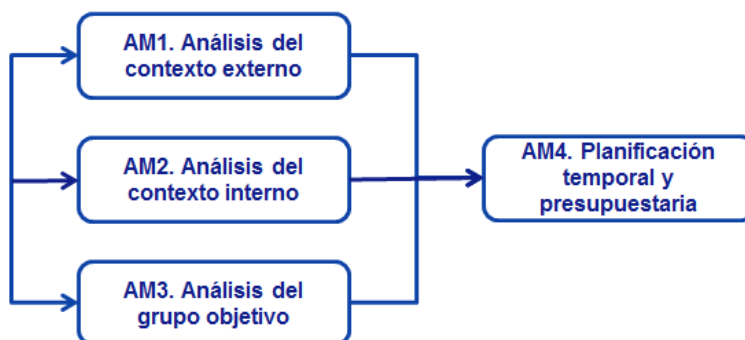 AM1. Análisis del
contexto externo
AM2. Análisis del
contexto interno
AM3. Análisis del
grupo objetivo
AM4. Planificación
temporal y
presupuestaria